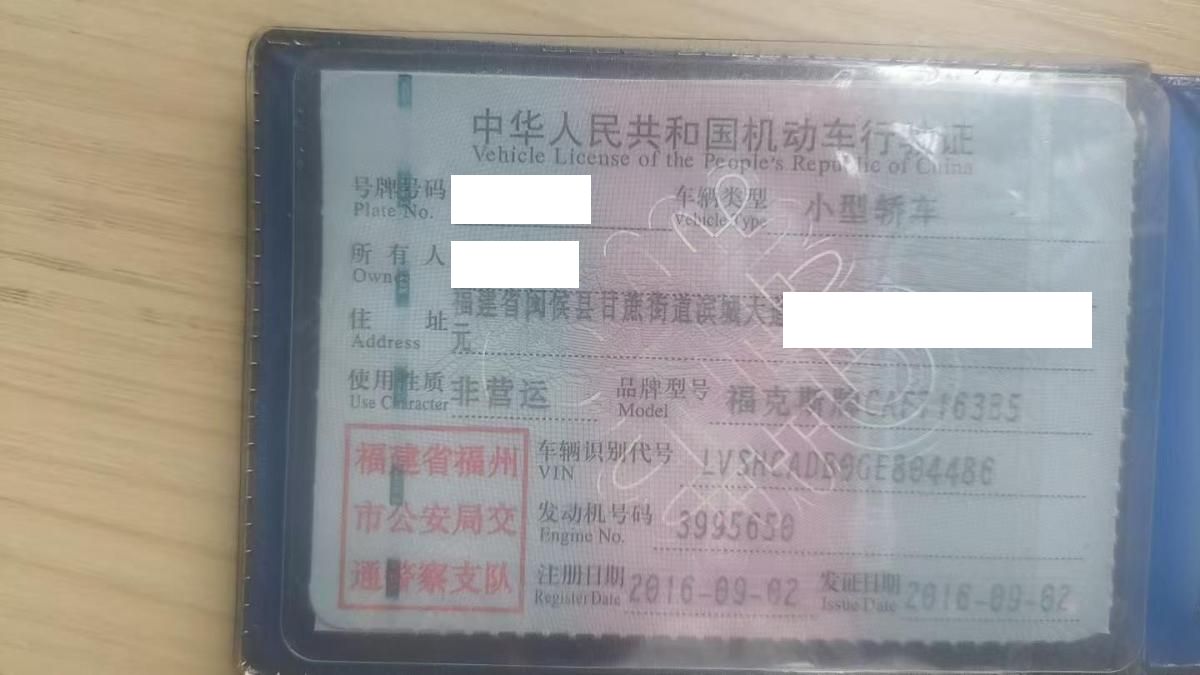 中华人民共和国机动车行驶证
Vehicle License of the People's Republic of China
号牌号码 车辆类型 小型轿车
Plate No. Vehicle Type
所有人
Owner
福建省闽侯县甘蔗街道滨城大道
住址 元
Address
使用性质 非营运 品牌型号 福克斯牌CAF7163B5
Use Character Model
福建省福州 车辆识别代号 LVSHCADB0GE804486
VIN
市公安局交 发动机号码 3995650
Engine No.
通警察支队 注册日期 2016-09-02 发证日期 2016-09-02
Register Date Issue Date